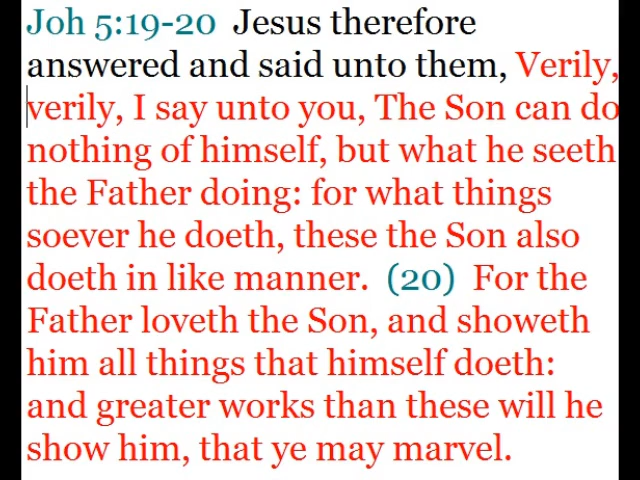 Joh 5:19-20  Jesus therefore
answered and said unto them, Verily,
verily, I say unto you, The Son can do
nothing of himself, but what he seeth
the Father doing: for what things
soever he doeth, these the Son also
doeth in like manner.  (20)  For the
Father loveth the Son, and showeth
him all things that himself doeth:
and greater works than these will he
show him, that ye may marvel.